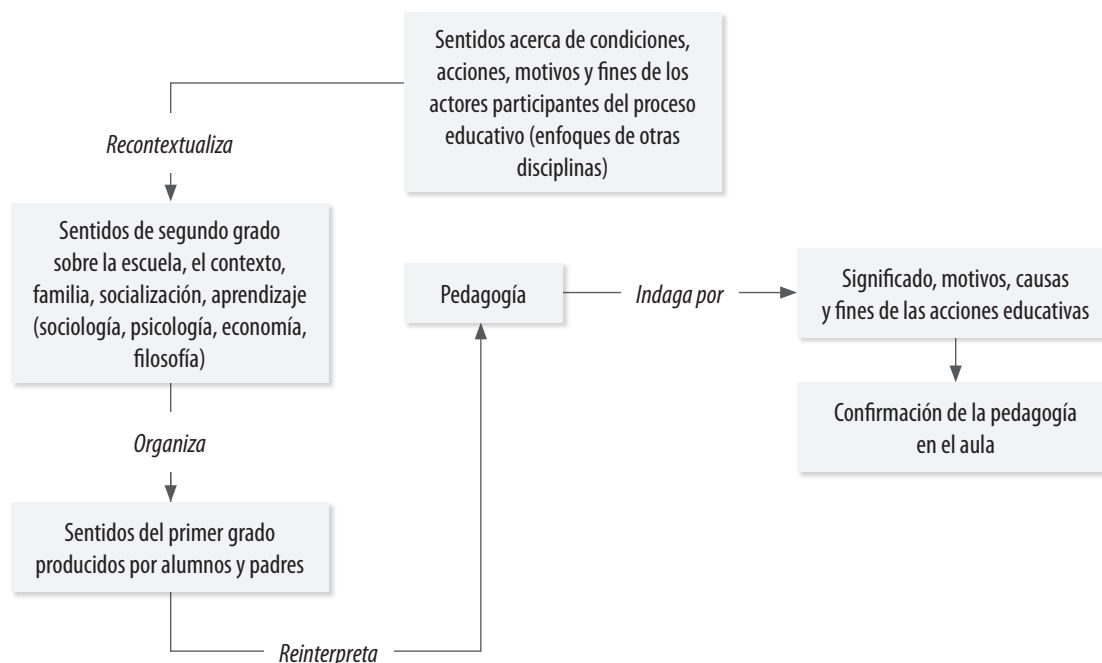 Sentidos acerca de condiciones,
acciones, motivos y fines de los
actores participantes del proceso
educativo (enfoques de otras
disciplinas)
Recontextualiza
Sentidos de segundo grado
sobre la escuela, el contexto,
familia, socialización, aprendizaje
(sociología, psicología, economía,
filosofía)
Organiza
Sentidos del primer grado
producidos por alumnos y padres
Reinterpreta
Pedagogía
Indaga por
Significado, motivos, causas
y fines de las acciones educativas
Confirmación de la pedagogía
en el aula